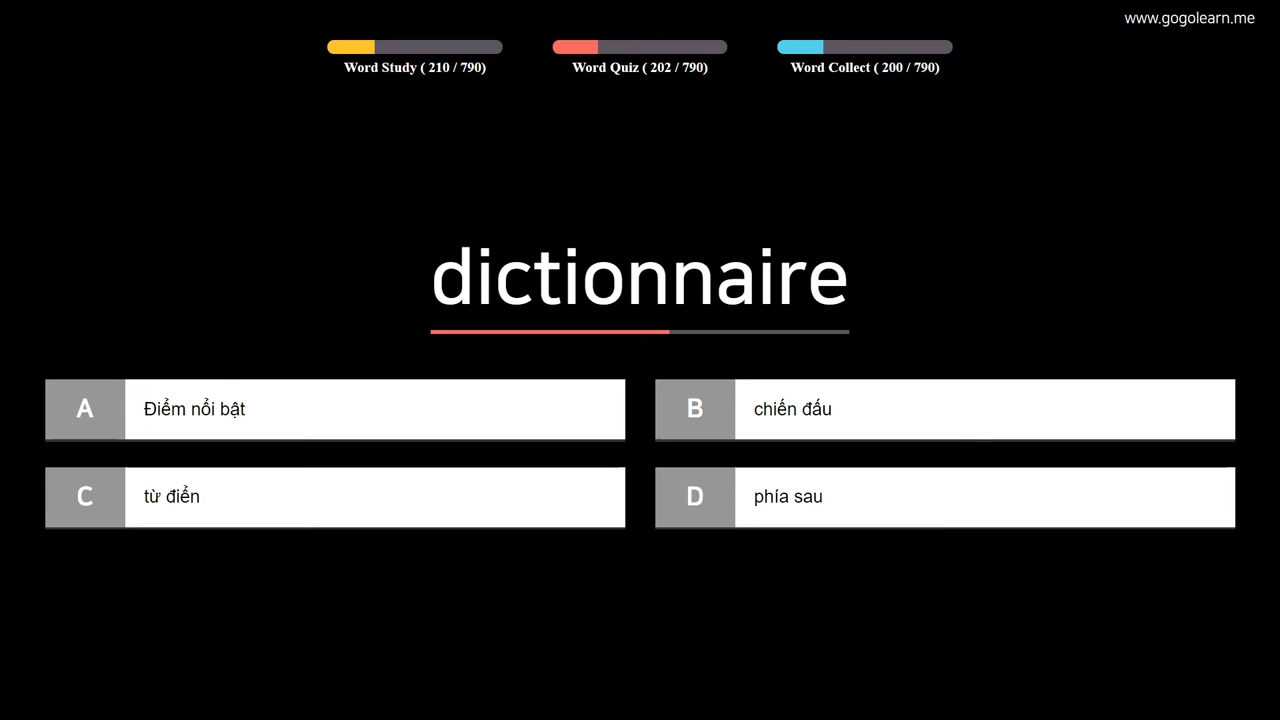 www.gogolearn.me
Word Study ( 210 / 790)
Word Quiz ( 202 / 790)
Word Collect ( 200 / 790)
dictionnaire
A Điểm nổi bật
B chiến đấu
C từ điển
D phía sau